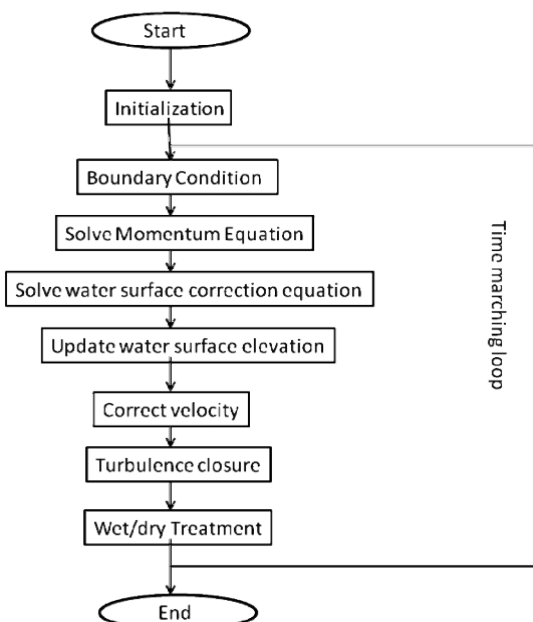 Start
Initialization
Boundary Condition
Solve Momentum Equation
Time marching loop
Solve water surface correction equation
Update water surface elevation
Correct velocity
Turbulence closure
Wet/dry Treatment
End